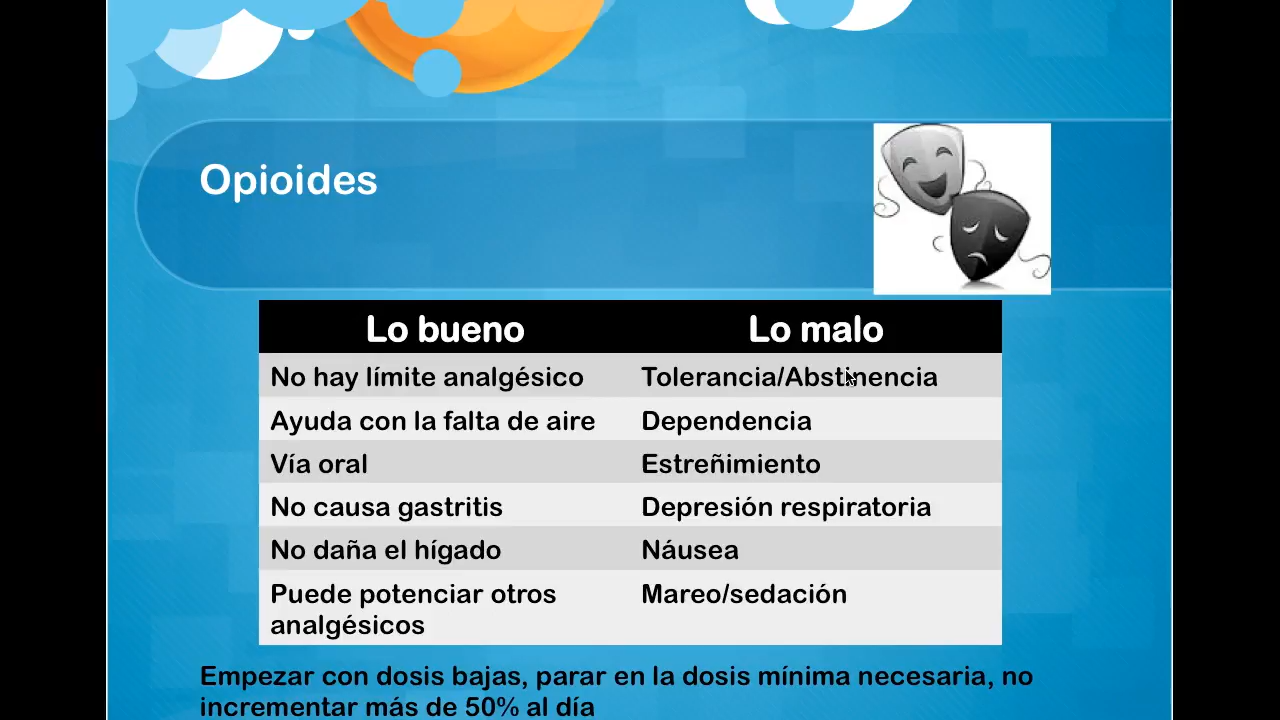 Opioides
Lo bueno Lo malo
No hay límite analgésico Tolerancia/Abstinencia
Ayuda con la falta de aire Dependencia
Vía oral Estreñimiento
No causa gastritis Depresión respiratoria
No daña el hígado Náusea
Puede potenciar otros Mareo/sedación
analgésicos
Empezar con dosis bajas, parar en la dosis mínima necesaria, no
incrementar más de 50% al día